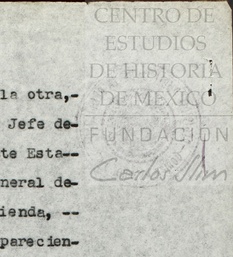 CENTRO DE
ESTUDIOS
DE HISTORIA
DE MEXICO
FUNDACIÓN
Carlos Slim
la otra,-
Jefe de-
te Esta--
neral de-
ienda, --
parecien-